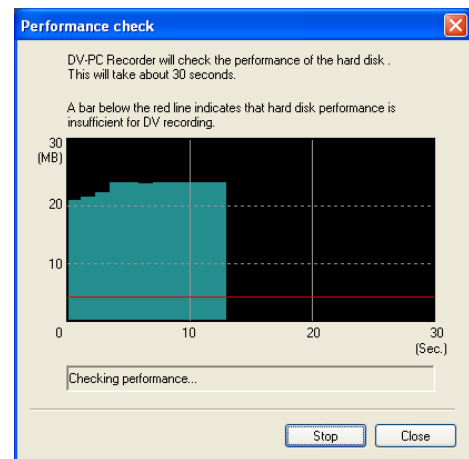 Performance check
DV-PC Recorder will check the performance of the hard disk .
This will take about 30 seconds.
A bar below the red line indicates that hard disk performance is
insufficient for DV recording.
30
(MB)
20
10
0 10 20 30
(Sec.)
Checking performance...
Stop Close